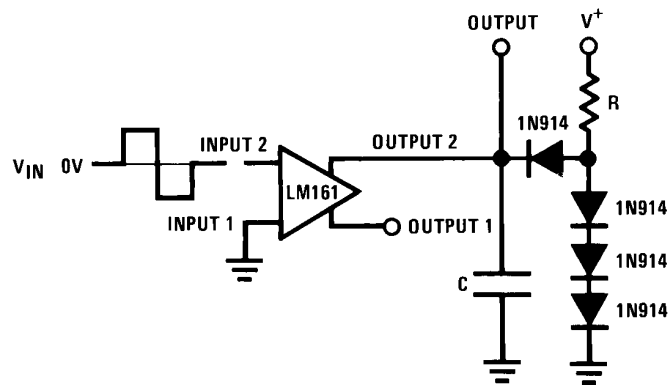 OUTPUT
V+
R
1N914
INPUT 2
OUTPUT 2
VIN 0V
LM161
1N914
INPUT 1
OUTPUT 1
1N914
C
1N914